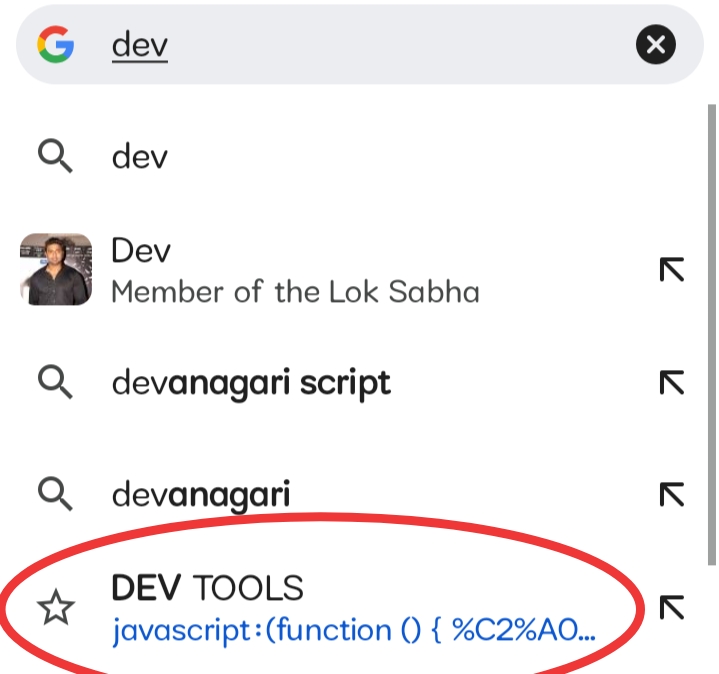 dev
dev
Dev
Member of the Lok Sabha
devanagari script
devanagari
DEV TOOLS
javascript:(function () { %C2%A0...